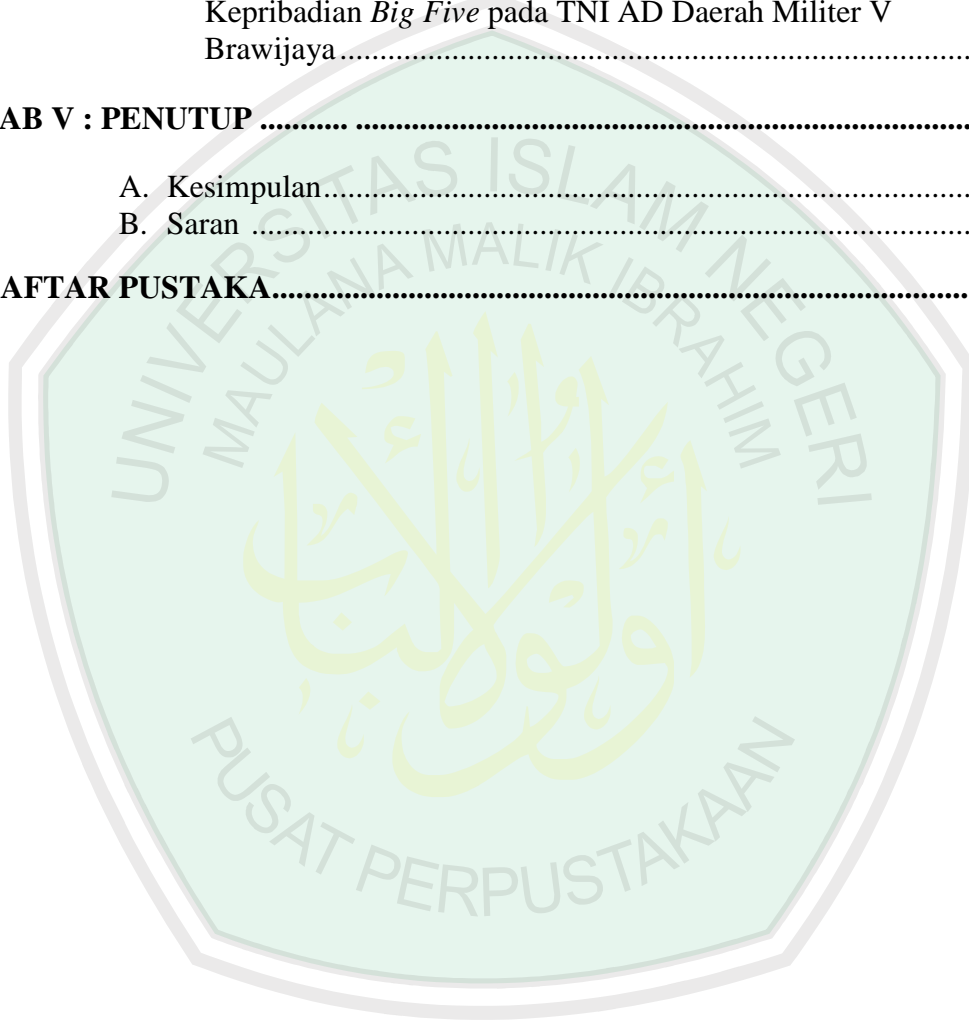 Kepribadian Big Five pada TNI AD Daerah Militer V
Brawijaya.................................................................................
AB V : PENUTUP ........... ...............................................................................
A. Kesimpulan...................................................................................
B. Saran ............................................................................................
AFTAR PUSTAKA.........................................................................................
UNIVERSITAS ISLAM NEGERI
MAULANA MALIK IBRAHIM
PUSAT PERPUSTAKAAN